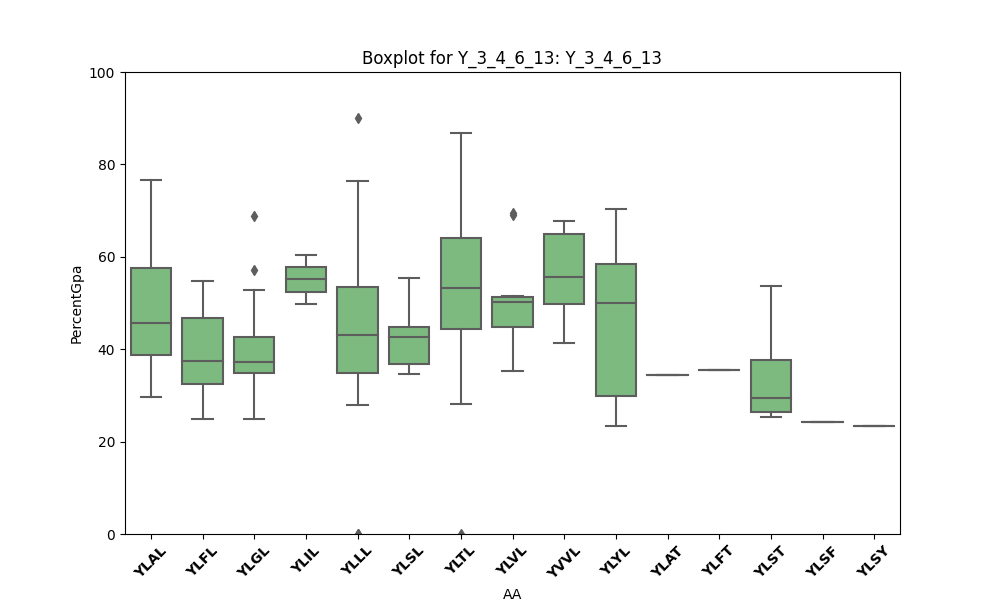 Boxplot for Y_3_4_6_13: Y_3_4_6_13
100
80
60
40
20
0
PercentGpa
YLAL YLFL YLGL YLIL YLLL YLSL YLTL YLVL YVVL YLYL YLAT YLFT YLST YLSF YLSY
AA